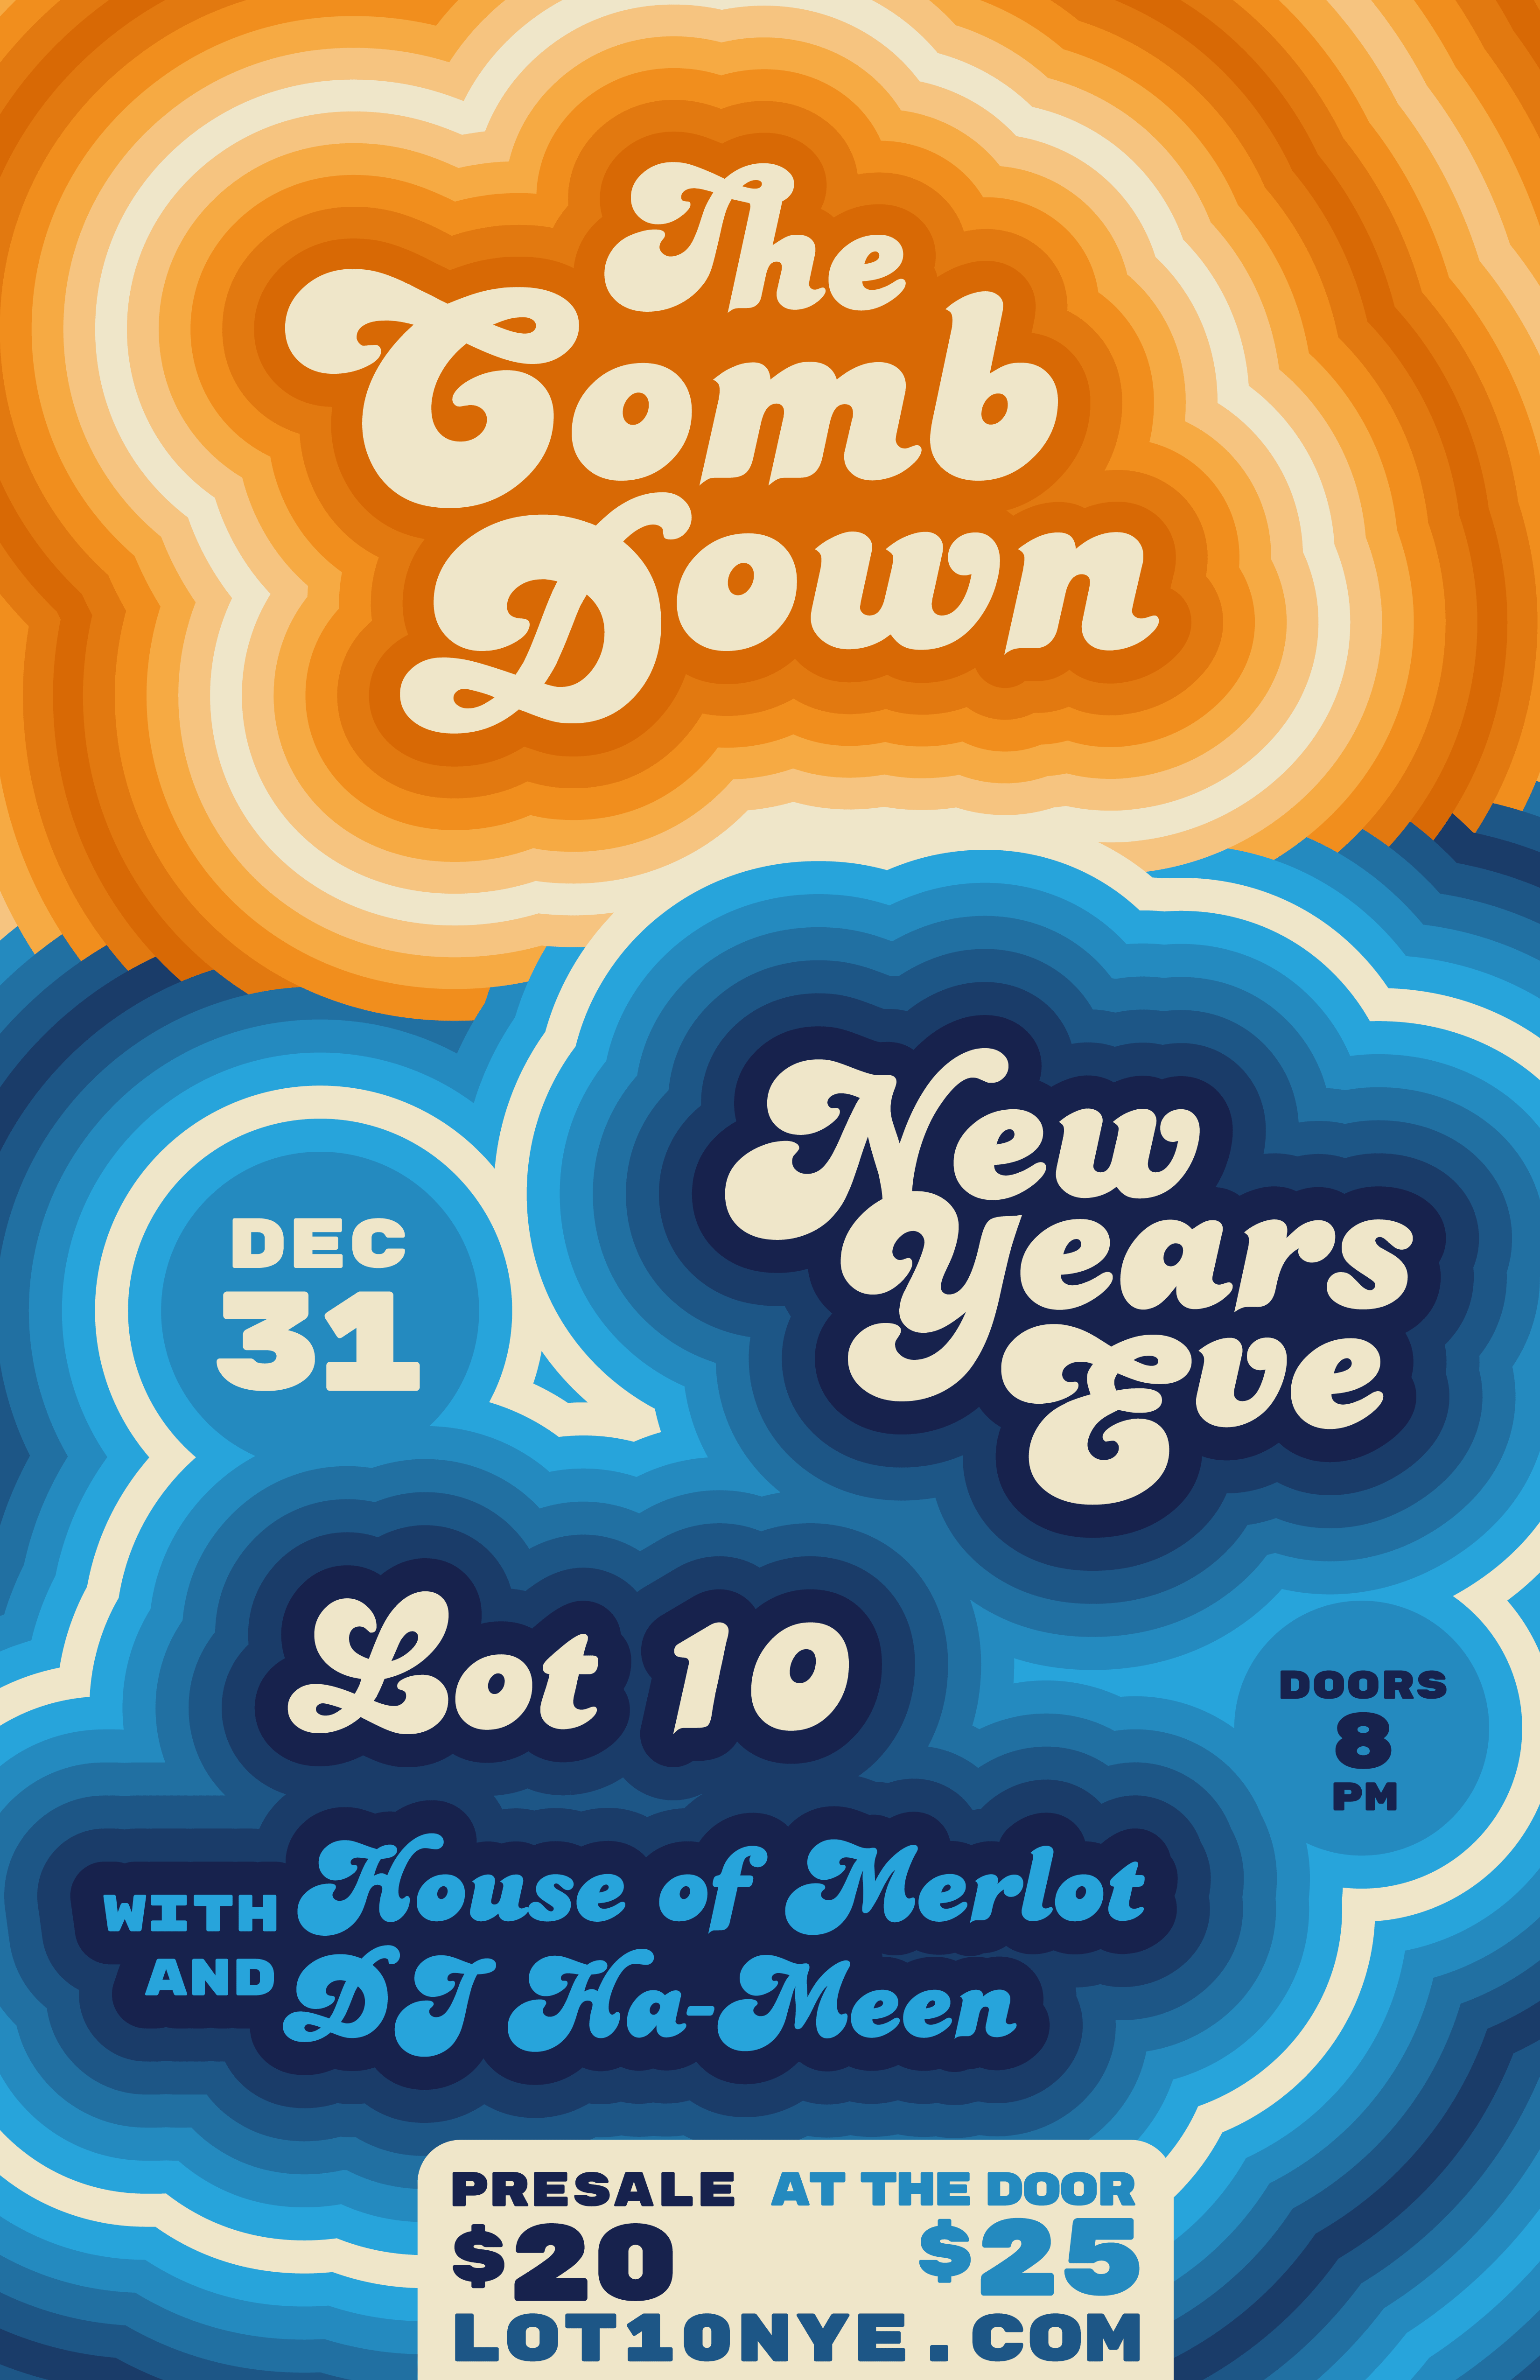 The
Comb
Down
New
Years
Eve
DEC
31
Lot 10
DOORS
8
PM
WITH House of Merlot
AND DJ Ha-Meen
PRESALE AT THE DOOR
$20 $25
LOT10NYE.COM